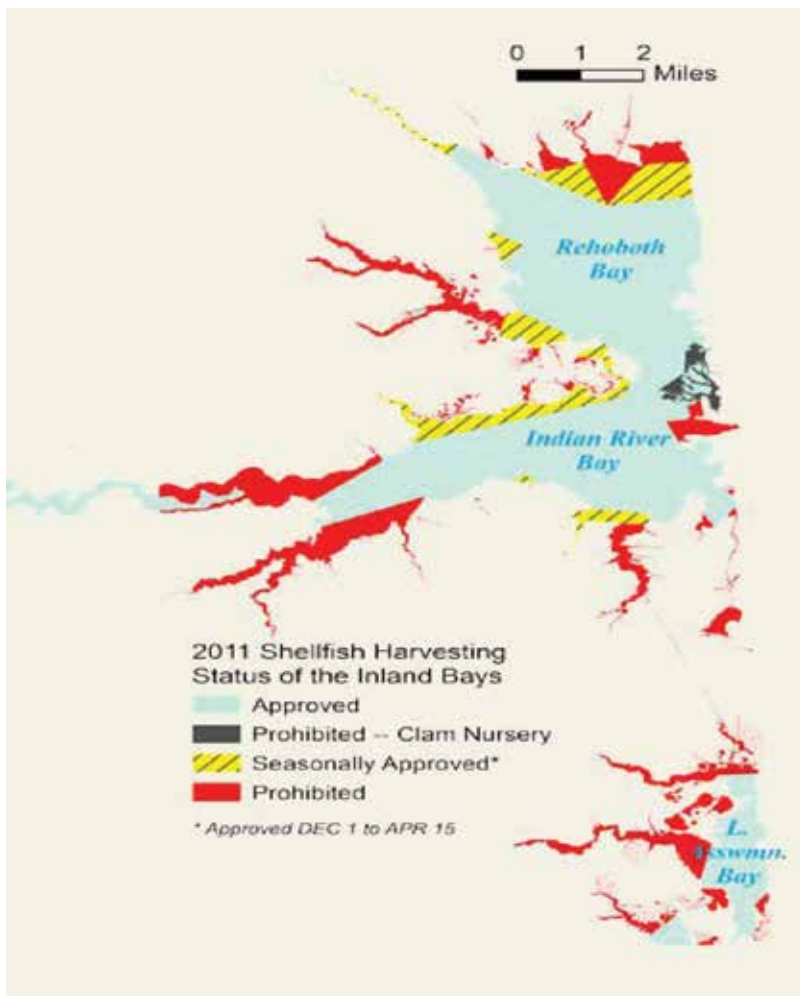 0 1 2
Miles
Rehoboth
Bay
Indian River
Bay
2011 Shellfish Harvesting
Status of the Inland Bays
Approved
Prohibited -- Clam Nursery
Seasonally Approved*
Prohibited
* Approved DEC 1 to APR 15
L.
Asswmn.
Bay